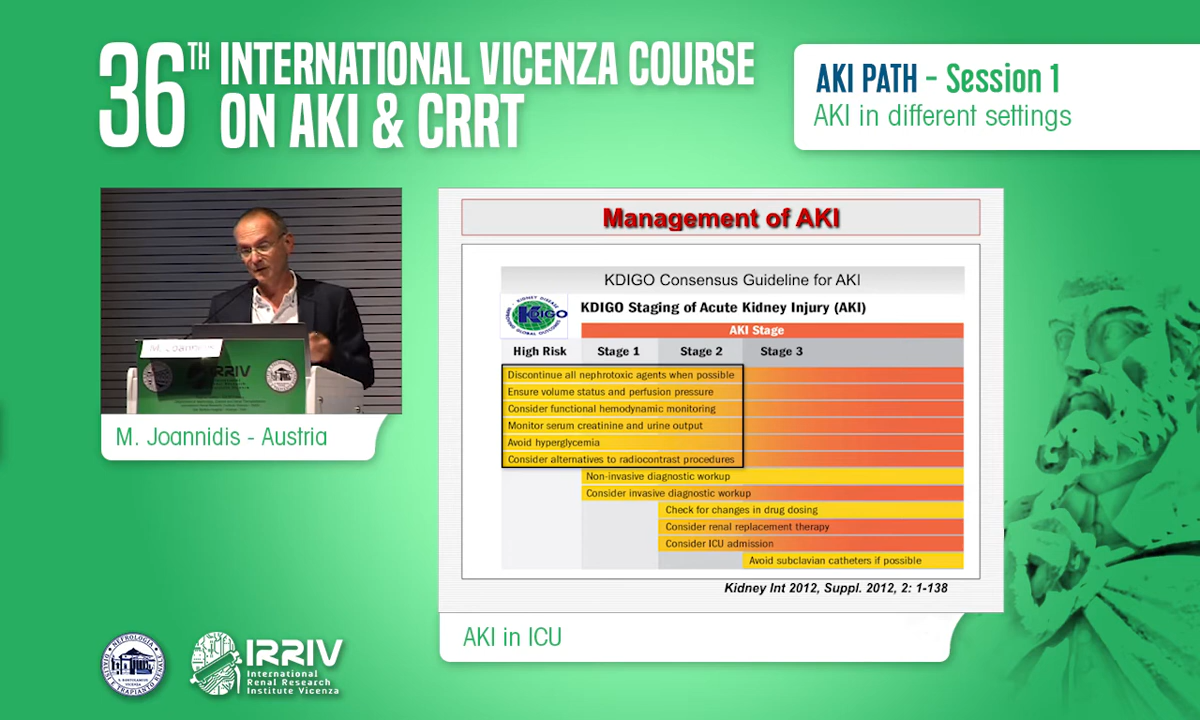 36TH INTERNATIONAL VICENZA COURSE
ON AKI & CRRT
AKI PATH - Session 1
AKI in different settings
IRRIV
M. Joannidis - Austria
Management of AKI
KDIGO Consensus Guideline for AKI
KDIGO
KDIGO Staging of Acute Kidney Injury (AKI)
AKI Stage
High Risk Stage 1 Stage 2 Stage 3
Discontinue all nephrotoxic agents when possible
Ensure volume status and perfusion pressure
Consider functional hemodynamic monitoring
Monitor serum creatinine and urine output
Avoid hyperglycemia
Consider alternatives to radiocontrast procedures
Non-invasive diagnostic workup
Consider invasive diagnostic workup
Check for changes in drug dosing
Consider renal replacement therapy
Consider ICU admission
Avoid subclavian catheters if possible
Kidney Int 2012, Suppl. 2012, 2: 1-138
AKI in ICU
NEFROLOGIA
IRRIV
International
Renal Research
Institute Vicenza